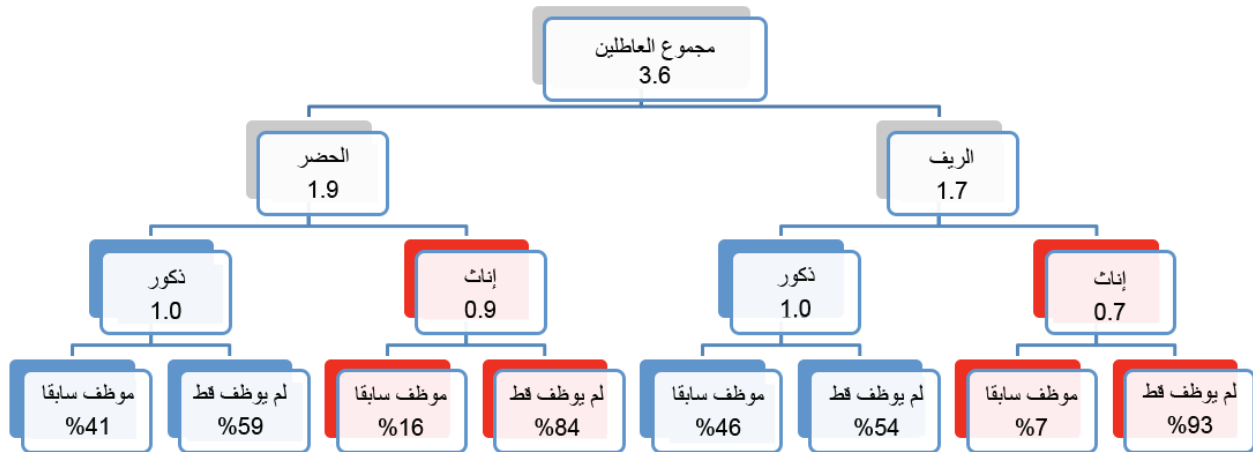 مجموع العاطلين
3.6
الريف
1.7
الحضر
1.9
إناث
0.7
ذكور
1.0
إناث
0.9
ذكور
1.0
لم يوظف قط
%93
موظف سابقا
%7
لم يوظف قط
%54
موظف سابقا
%46
لم يوظف قط
%84
موظف سابقا
%16
لم يوظف قط
%59
موظف سابقا
%41